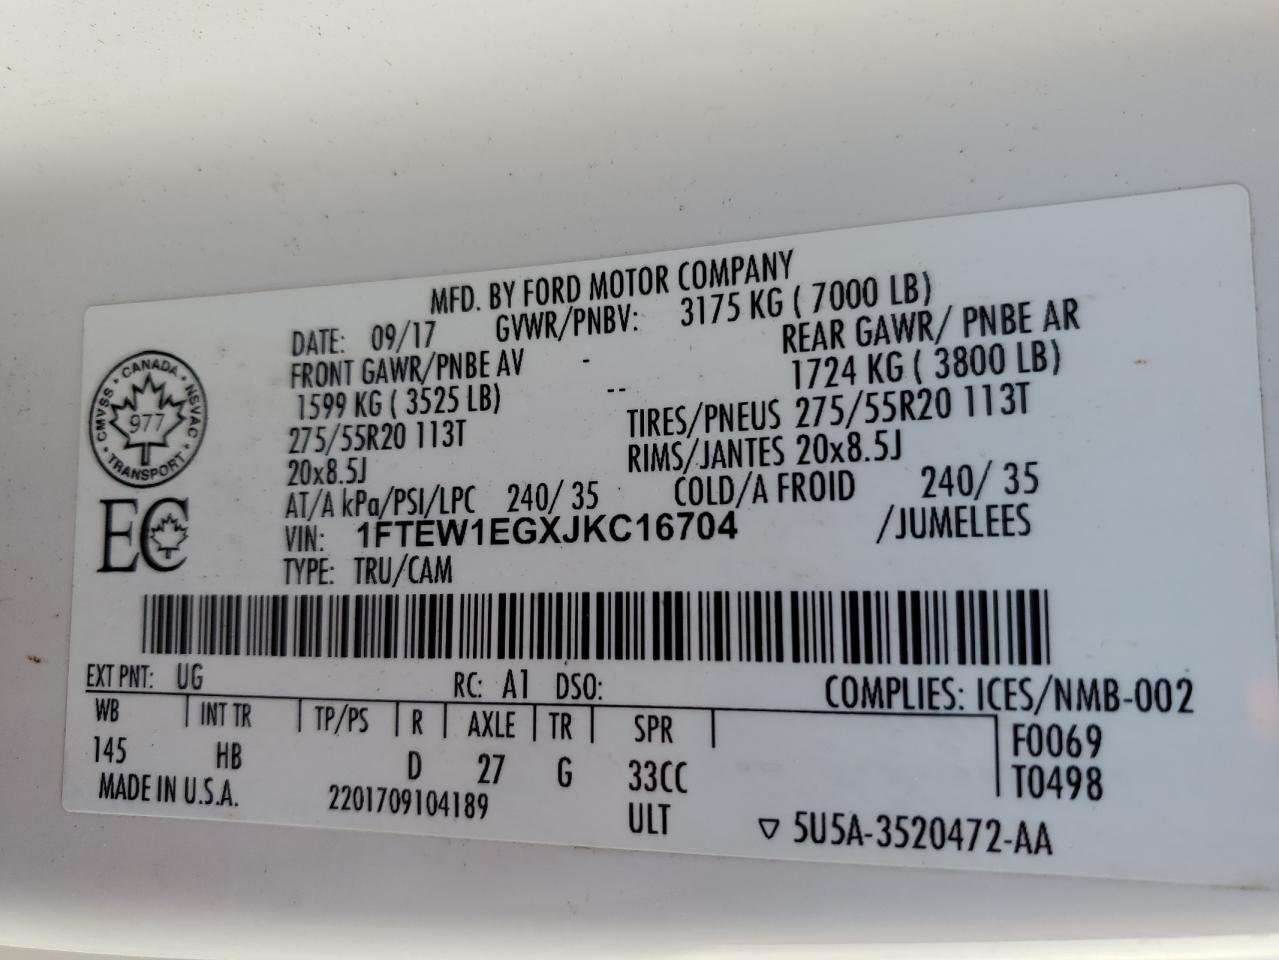 MFD. BY FORD MOTOR COMPANY
DATE: 09/17 GVWR/PNBV: 3175 KG ( 7000 LB)
FRONT GAWR/PNBE AV - REAR GAWR/ PNBE AR
1599 KG ( 3525 LB) -- 1724 KG ( 3800 LB)
275/55R20 113T TIRES/PNEUS 275/55R20 113T
20x8.5J RIMS/JANTES 20x8.5J
AT/A kPa/PSI/LPC 240/ 35 COLD/A FROID 240/ 35
VIN: 1FTEW1EGXJKC16704 /JUMELEES
TYPE: TRU/CAM
CANADA
CMVSS NSVAC
977
TRANSPORT
EC
EXT PNT: UG RC: A1 DSO: COMPLIES: ICES/NMB-002
WB INT TR TP/PS R AXLE TR SPR F0069
145 HB D 27 G 33CC T0498
MADE IN U.S.A. 2201709104189 ULT ▽ 5U5A-3520472-AA